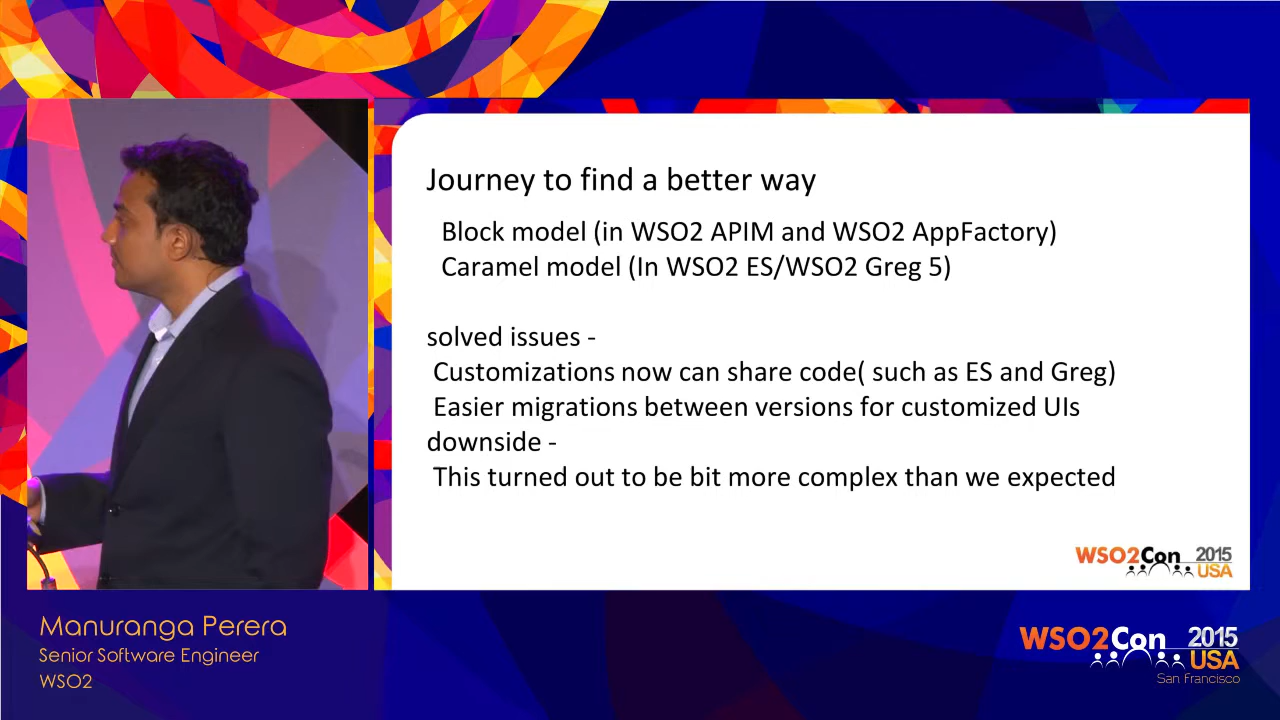 Journey to find a better way
Block model (in WSO2 APIM and WSO2 AppFactory)
Caramel model (In WSO2 ES/WSO2 Greg 5)
solved issues -
Customizations now can share code( such as ES and Greg)
Easier migrations between versions for customized UIs
downside -
This turned out to be bit more complex than we expected
WSO2Con 2015
USA
Manuranga Perera
Senior Software Engineer
WSO2
WSO2Con 2015
USA
San Francisco